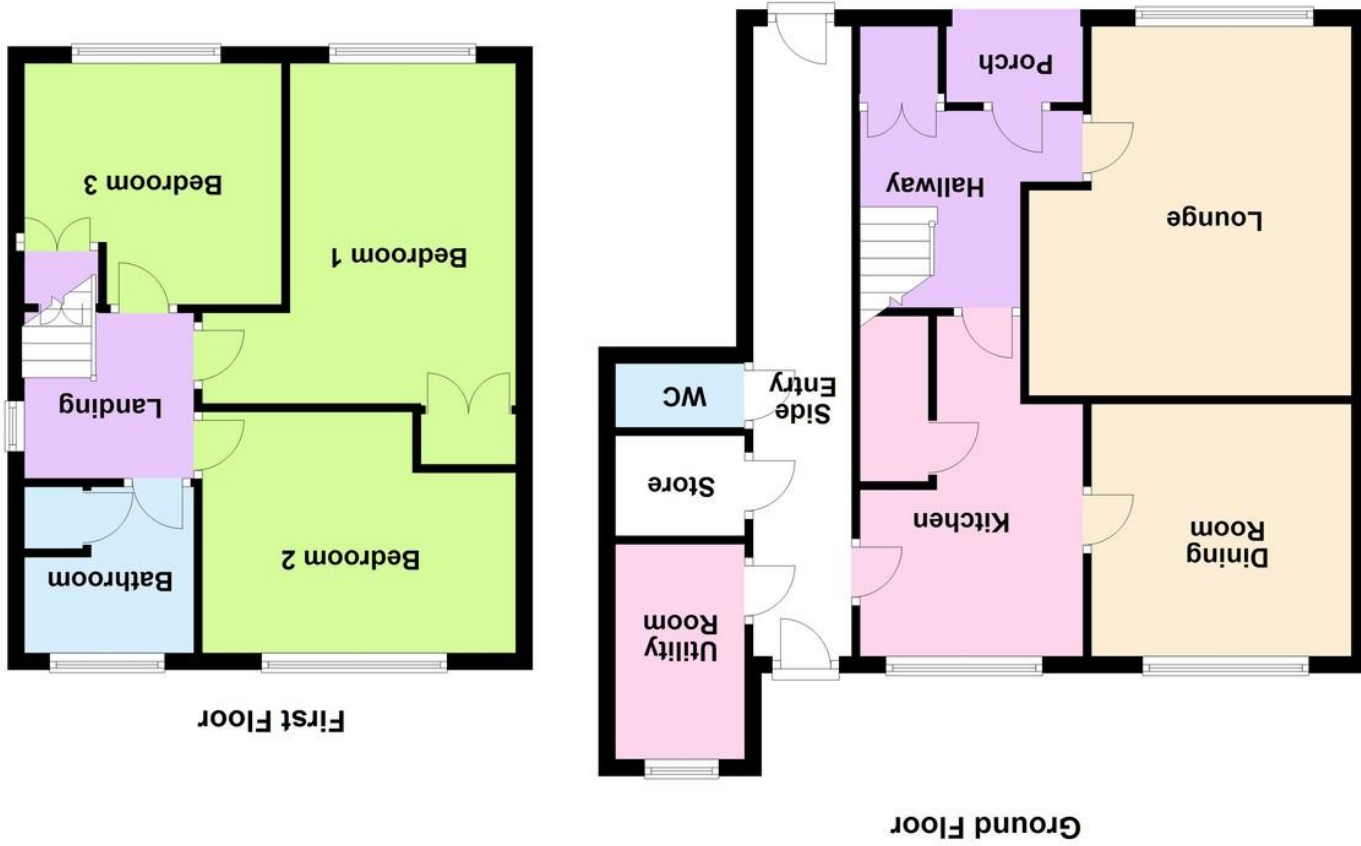 Ground Floor
Utility
Room
Dining
Room
Kitchen
Store
Side
Entry
WC
Lounge
Hallway
Porch
First Floor
Bedroom 2
Bathroom
Landing
Bedroom 1
Bedroom 3